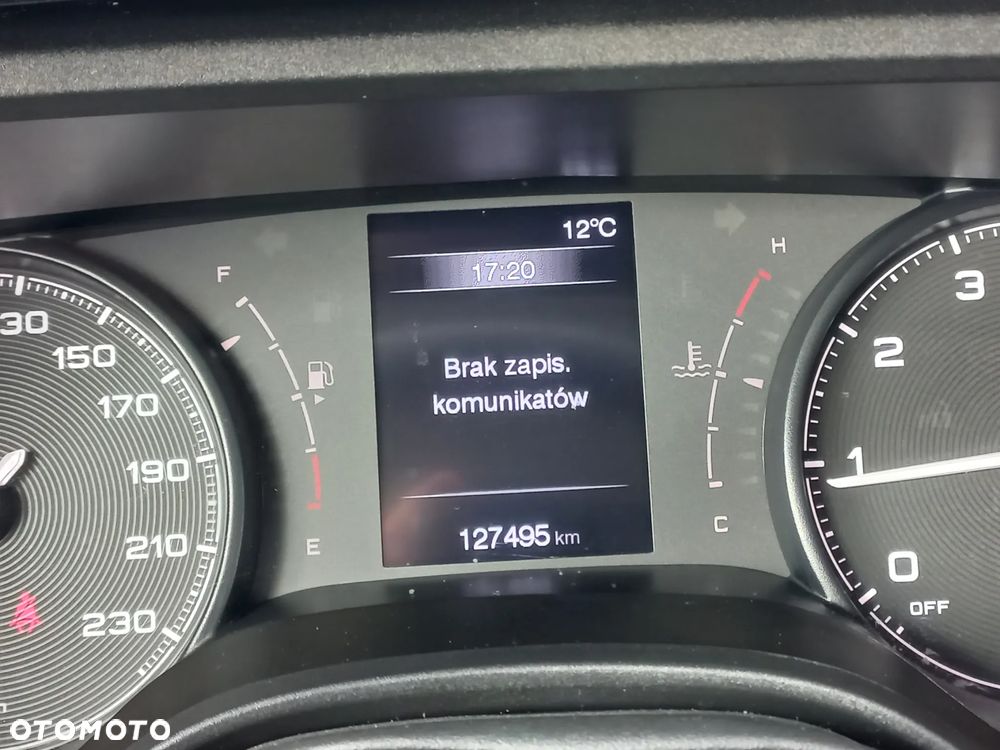 12°C
17:20
Brak zapis.
komunikatów
127495 km
F
E
H
C
150
170
190
210
230
3
2
1
0
OFF
OTOMOTO